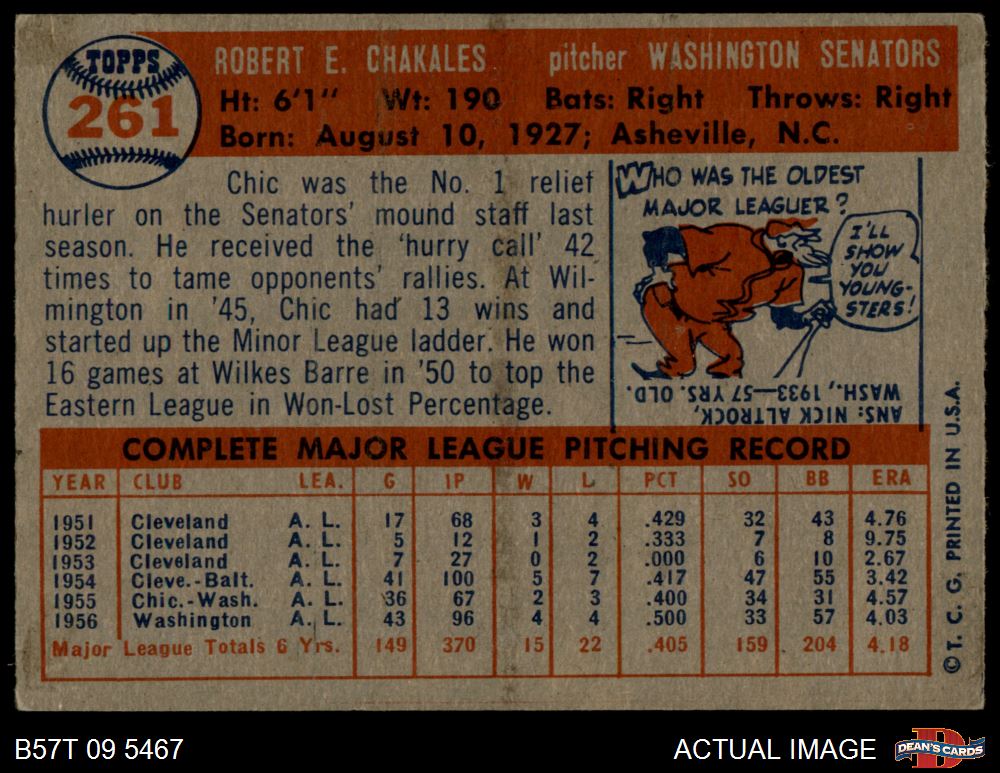 TOPPS
261
ROBERT E. CHAKALES pitcher WASHINGTON SENATORS
Ht: 6'1" Wt: 190 Bats: Right Throws: Right
Born: August 10, 1927; Asheville, N.C.
Chic was the No. 1 relief
hurler on the Senators' mound staff last
season. He received the 'hurry call' 42
times to tame opponents' rallies. At Wil-
mington in '45, Chic had 13 wins and
started up the Minor League ladder. He won
16 games at Wilkes Barre in '50 to top the
Eastern League in Won-Lost Percentage.
WHO WAS THE OLDEST
MAJOR LEAGUER?
I'LL
SHOW
YOU
YOUNG-
STERS!
ANS: NICK ALTROCK,
WASH., 1933—57 YRS. OLD.
COMPLETE MAJOR LEAGUE PITCHING RECORD
YEAR CLUB LEA. G IP W L PCT SO BB ERA
1951 Cleveland A. L. 17 68 3 4 .429 32 43 4.76
1952 Cleveland A. L. 5 12 1 2 .333 7 8 9.75
1953 Cleveland A. L. 7 27 0 2 .000 6 10 2.67
1954 Cleve.-Balt. A. L. 41 100 5 7 .417 47 55 3.42
1955 Chic.-Wash. A. L. 36 67 2 3 .400 34 31 4.57
1956 Washington A. L. 43 96 4 4 .500 33 57 4.03
Major League Totals 6 Yrs. 149 370 15 22 .405 159 204 4.18
© T. C. G. PRINTED IN U.S.A.
B57T 09 5467
ACTUAL IMAGE
D
DEAN'S CARDS